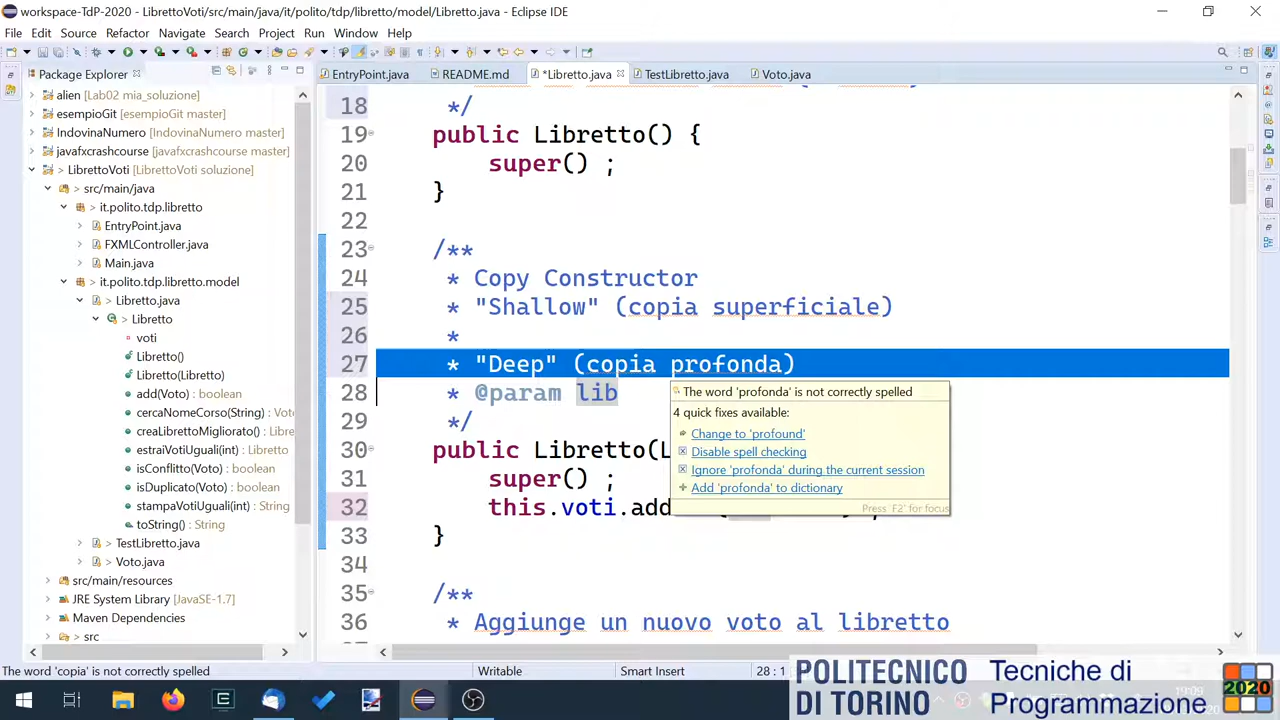 workspace-TdP-2020 - LibrettoVoti/src/main/java/it/polito/tdp/libretto/model/Libretto.java - Eclipse IDE
File Edit Source Refactor Navigate Search Project Run Window Help
Package Explorer
EntryPoint.java
README.md
*Libretto.java
TestLibretto.java
Voto.java
alien [Lab02 mia_soluzione]
esempioGit [esempioGit master]
IndovinaNumero [IndovinaNumero master]
javafxcrashcourse [javafxcrashcourse master]
> LibrettoVoti [LibrettoVoti soluzione]
> src/main/java
> it.polito.tdp.libretto
> EntryPoint.java
> FXMLController.java
> Main.java
> it.polito.tdp.libretto.model
> Libretto.java
> Libretto
voti
Libretto()
Libretto(Libretto)
add(Voto) : boolean
cercaNomeCorso(String) : Voto
creaLibrettoMigliorato() : Libre
estraiVotiUguali(int) : Libretto
isConflitto(Voto) : boolean
isDuplicato(Voto) : boolean
stampaVotiUguali(int) : String
toString() : String
> TestLibretto.java
> Voto.java
src/main/resources
JRE System Library [JavaSE-1.7]
Maven Dependencies
> src
18 */
19 public Libretto() {
20 super() ;
21 }
22
23 /**
24 * Copy Constructor
25 * "Shallow" (copia superficiale)
26 *
27 * "Deep" (copia profonda)
28 * @param lib
29 */
30 public Libretto(L
31 super() ;
32 this.voti.add
33 }
34
35 /**
36 * Aggiunge un nuovo voto al libretto
The word 'profonda' is not correctly spelled
4 quick fixes available:
Change to 'profound'
Disable spell checking
Ignore 'profonda' during the current session
Add 'profonda' to dictionary
Press 'F2' for focus
The word 'copia' is not correctly spelled
Writable
Smart Insert
28 : 1
POLITECNICO
DI TORINO
Tecniche di
Programmazione
2020